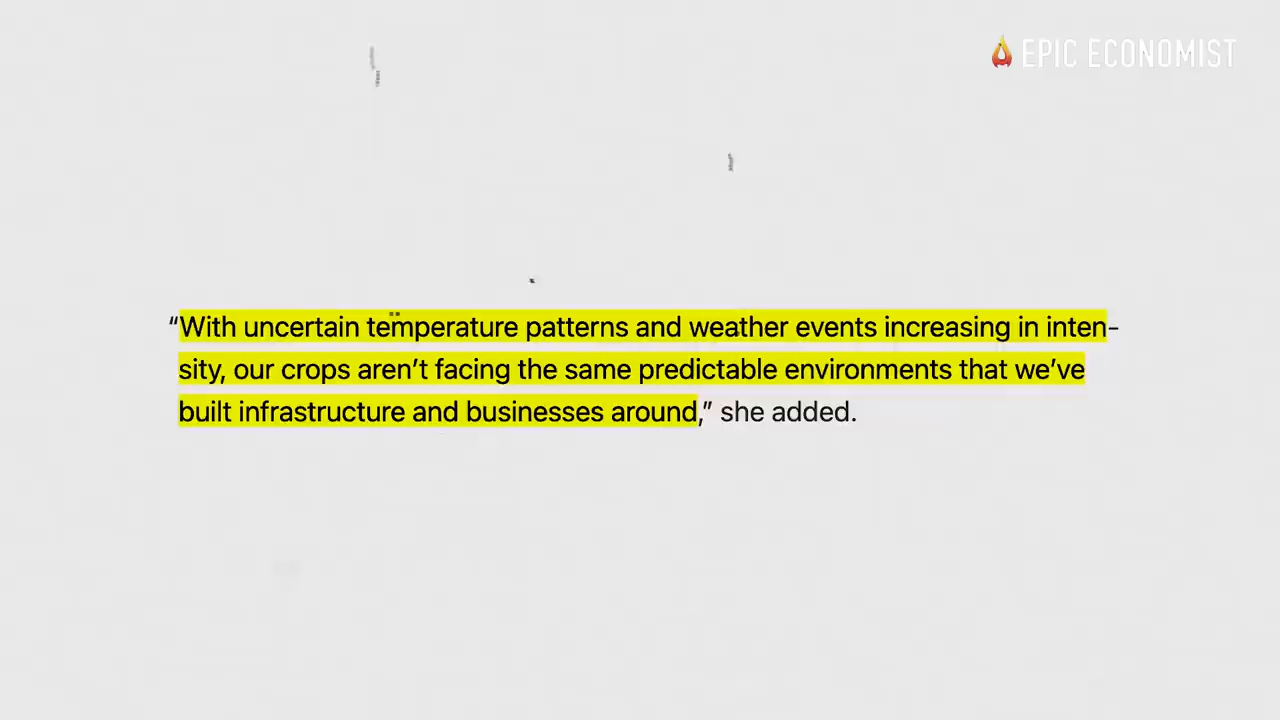 EPIC ECONOMIST
“With uncertain temperature patterns and weather events increasing in inten-
sity, our crops aren’t facing the same predictable environments that we’ve
built infrastructure and businesses around,” she added.